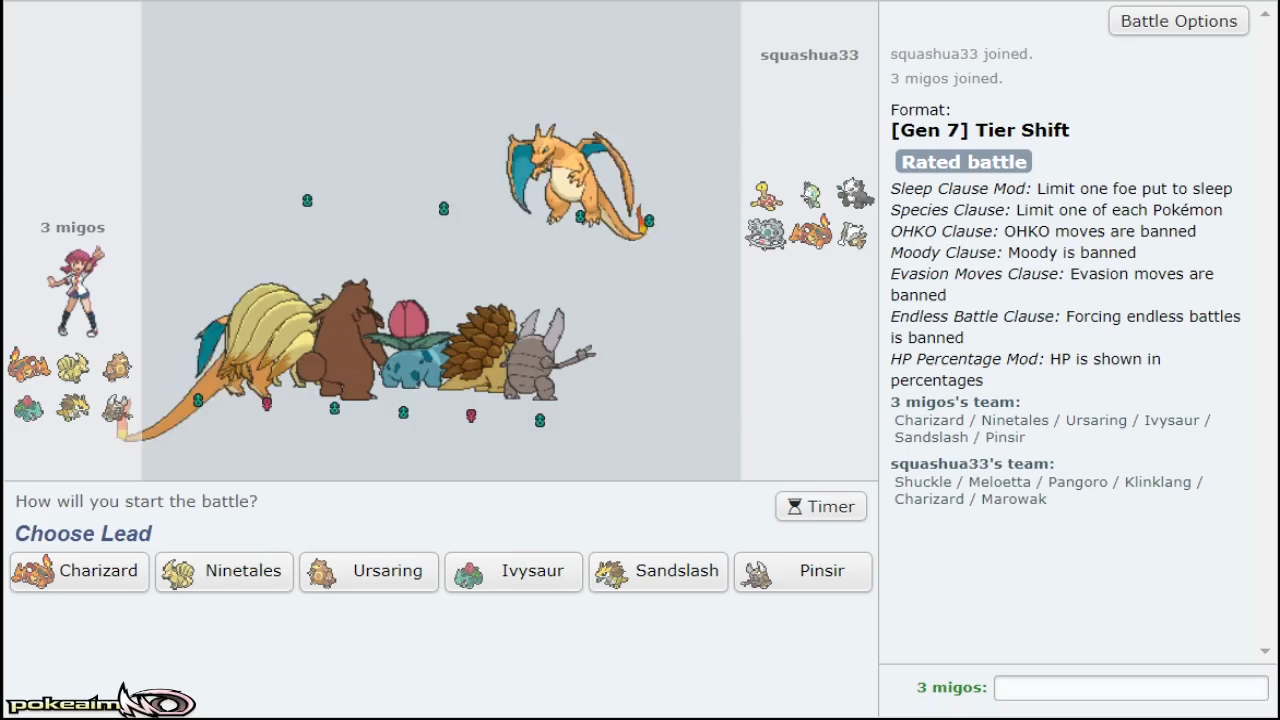 Battle Options
squashua33 joined.
3 migos joined.
Format:
[Gen 7] Tier Shift
Rated battle
Sleep Clause Mod: Limit one foe put to sleep
Species Clause: Limit one of each Pokémon
OHKO Clause: OHKO moves are banned
Moody Clause: Moody is banned
Evasion Moves Clause: Evasion moves are
banned
Endless Battle Clause: Forcing endless battles
is banned
HP Percentage Mod: HP is shown in
percentages
3 migos's team:
Charizard / Ninetales / Ursaring / Ivysaur /
Sandslash / Pinsir
squashua33's team:
Shuckle / Meloetta / Pangoro / Klinklang /
Charizard / Marowak
3 migos:
squashua33
3 migos
How will you start the battle?
Timer
Choose Lead
Charizard
Ninetales
Ursaring
Ivysaur
Sandslash
Pinsir
pokeaimMD